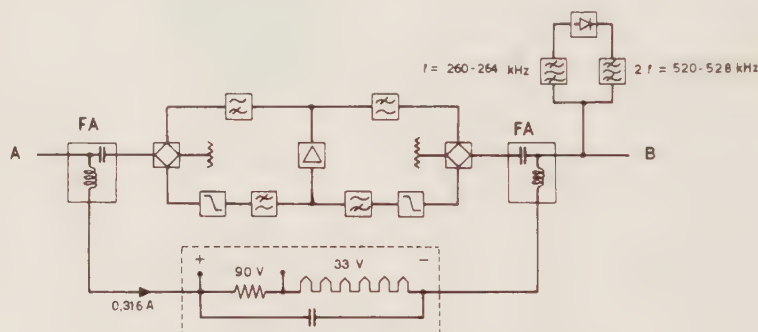 f = 260-264 kHz
2 f = 520-528 kHz
FA
FA
A
B
+
-
90 V
33 V
0,316 A